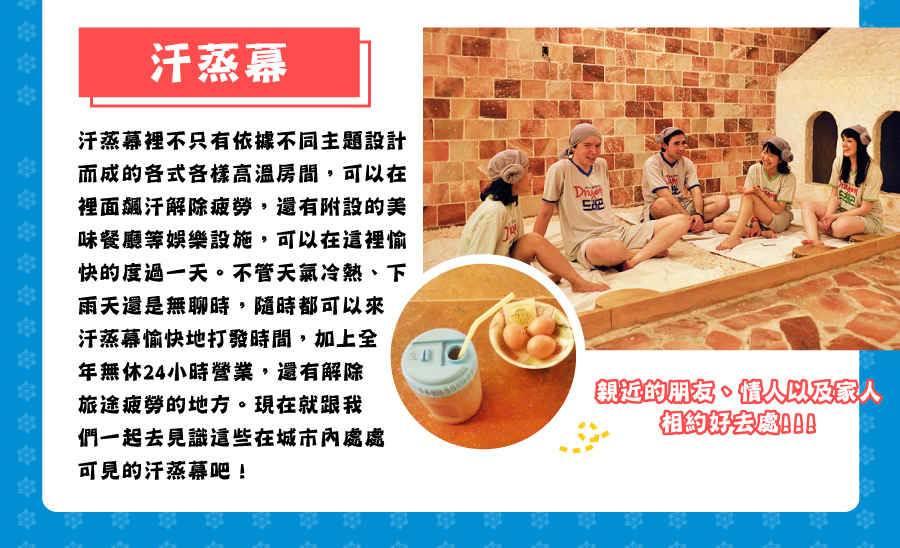 汗蒸幕
汗蒸幕裡不只有依據不同主題設計
而成的各式各樣高溫房間，可以在
裡面飆汗解除疲勞，還有附設的美
味餐廳等娛樂設施，可以在這裡愉
快的度過一天。不管天氣冷熱、下
雨天還是無聊時，隨時都可以來
汗蒸幕愉快地打發時間，加上全
年無休24小時營業，還有解除
旅途疲勞的地方。現在就跟我
們一起去見識這些在城市內處處
可見的汗蒸幕吧！
親近的朋友、情人以及家人
相約好去處!!!
Dragon